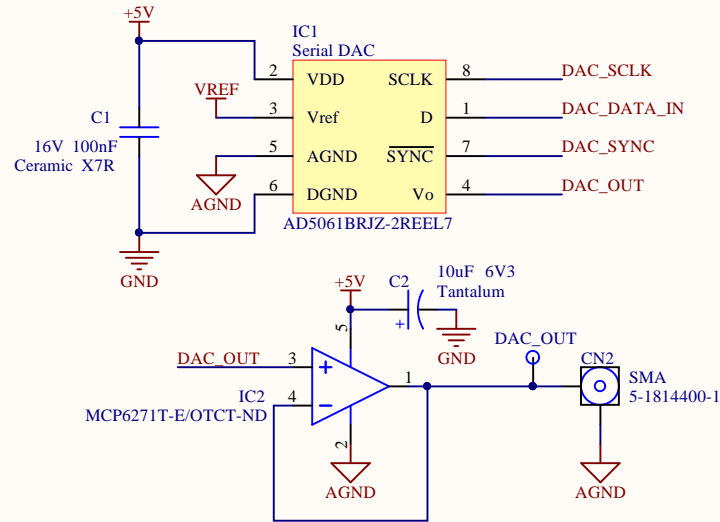 +5V
IC1
Serial DAC
2 VDD SCLK 8 DAC_SCLK
VREF
3 Vref D 1 DAC_DATA_IN
C1
16V 100nF
Ceramic X7R
5 AGND SYNC 7 DAC_SYNC
AGND
6 DGND Vo 4 DAC_OUT
AD5061BRJZ-2REEL7
GND
+5V
C2
10uF 6V3
Tantalum
+
GND
5
DAC_OUT 3 +
DAC_OUT
CN2
SMA
5-1814400-1
1
IC2
4 −
MCP6271T-E/OTCT-ND
2
AGND
AGND